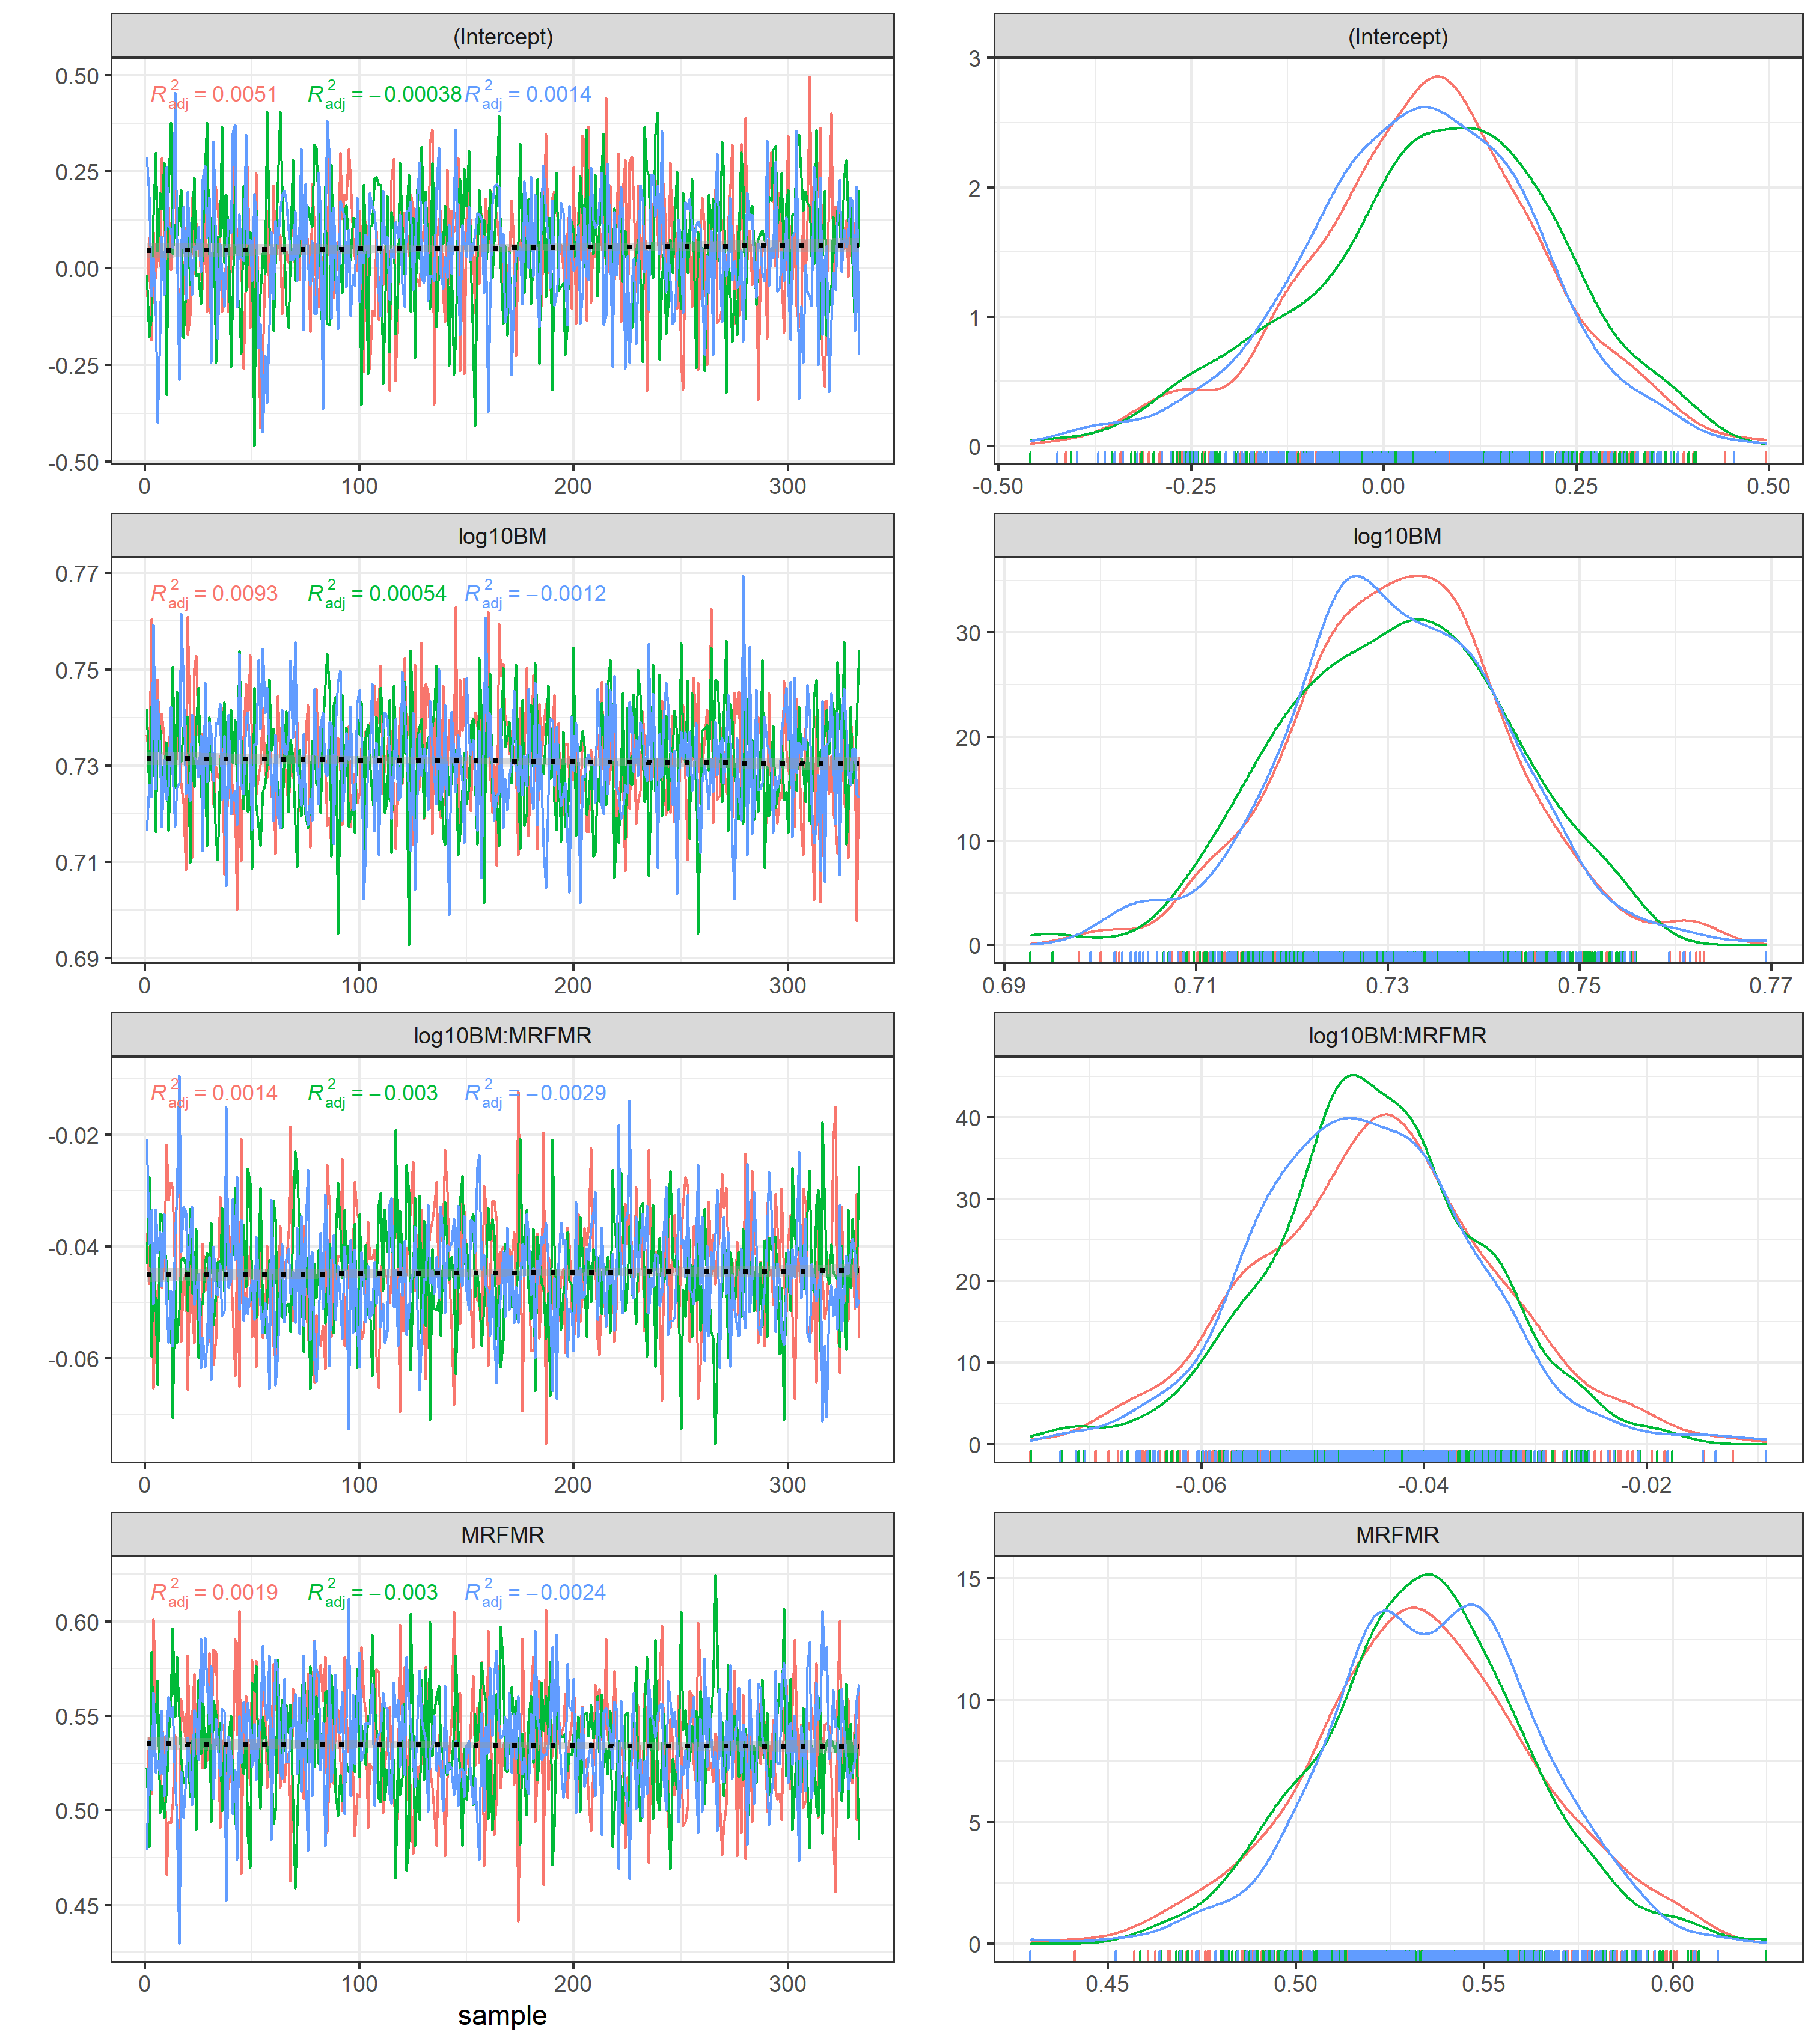 (Intercept)
(Intercept)
0.50
0.25
0.00
-0.25
-0.50
R²adj = 0.0051 R²adj = −0.00038 R²adj = 0.0014
0 100 200 300
3
2
1
0
-0.50 -0.25 0.00 0.25 0.50
log10BM
log10BM
0.77
0.75
0.73
0.71
0.69
R²adj = 0.0093 R²adj = 0.00054 R²adj = −0.0012
0 100 200 300
30
20
10
0
0.69 0.71 0.73 0.75 0.77
log10BM:MRFMR
log10BM:MRFMR
-0.02
-0.04
-0.06
R²adj = 0.0014 R²adj = −0.003 R²adj = −0.0029
0 100 200 300
40
30
20
10
0
-0.06 -0.04 -0.02
MRFMR
MRFMR
0.60
0.55
0.50
0.45
R²adj = 0.0019 R²adj = −0.003 R²adj = −0.0024
0 100 200 300
sample
15
10
5
0
0.45 0.50 0.55 0.60